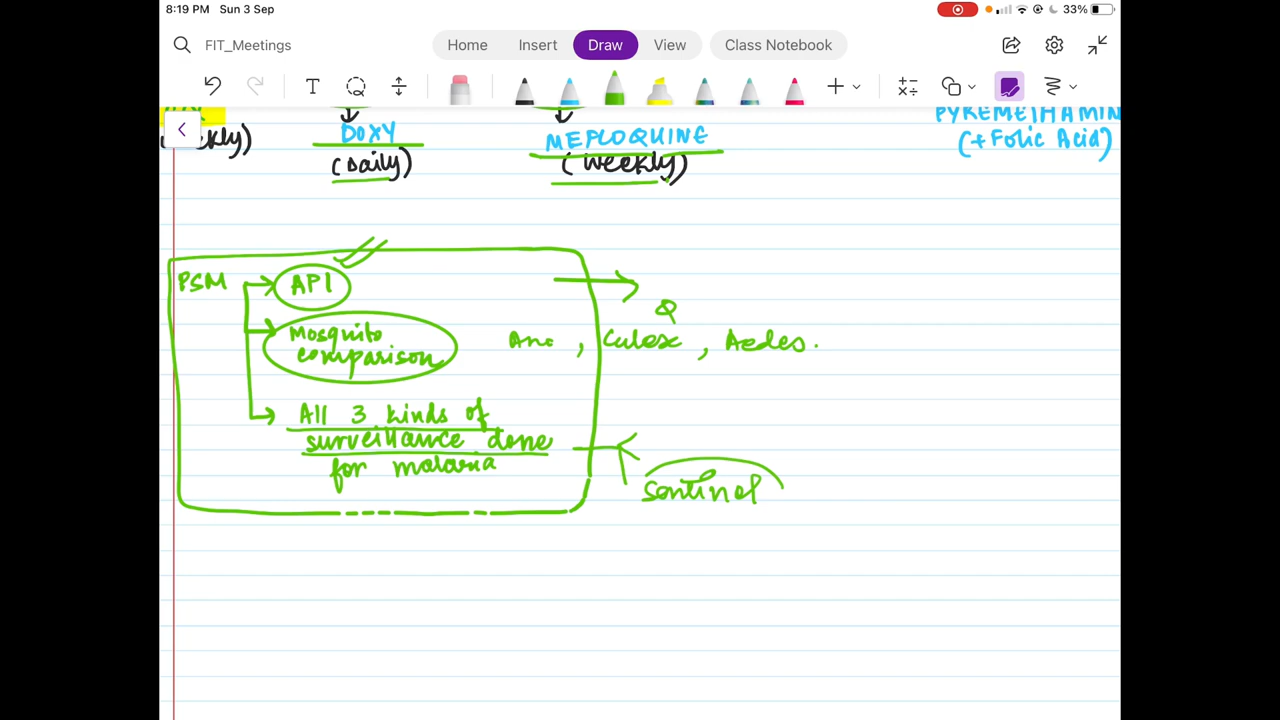 8:19 PM Sun 3 Sep
33%
FIT_Meetings
Home Insert Draw View Class Notebook
T
PYREMETHAMIN
DOXY
MEFLOQUINE
(+ Folic Acid)
kly)
(Daily)
(Weekly)
PSM
API
Mosquito
comparison
Q
Ano , Culex , Aedes.
All 3 kinds of
surveillance done
for malaria
Sentinel